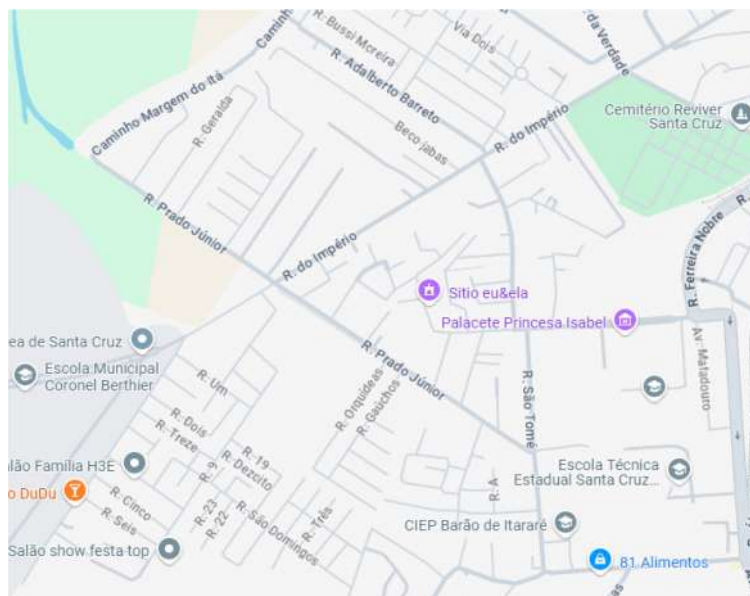 R. Bussi Mcreira
Via Dois
da Verdade
R. Adalberto Barreto
Caminho Margem do Itá
R. Geralda
Beco jabas
R. do Império
Cemitério Reviver
Santa Cruz
R. Prado Júnior
R. do Império
R. Ferreira Nobre
Sítio eu&ela
Palacete Princesa Isabel
ea de Santa Cruz
Escola Municipal
Coronel Berthier
R. Prado Júnior
Av. Matadouro
R. Um
R. Orquídeas
R. Gaúchos
R. São Tomé
R. Dois
R. Treze
R. 9
R. 19
R. Dezoito
alão Família H3E
o DuDu
R. Cinco
R. Seis
R. 23
R. 22
R. São Domingos
R. Três
R. A
Escola Técnica
Estadual Santa Cruz...
CIEP Barão de Itararé
Salão show festa top
81 Alimentos